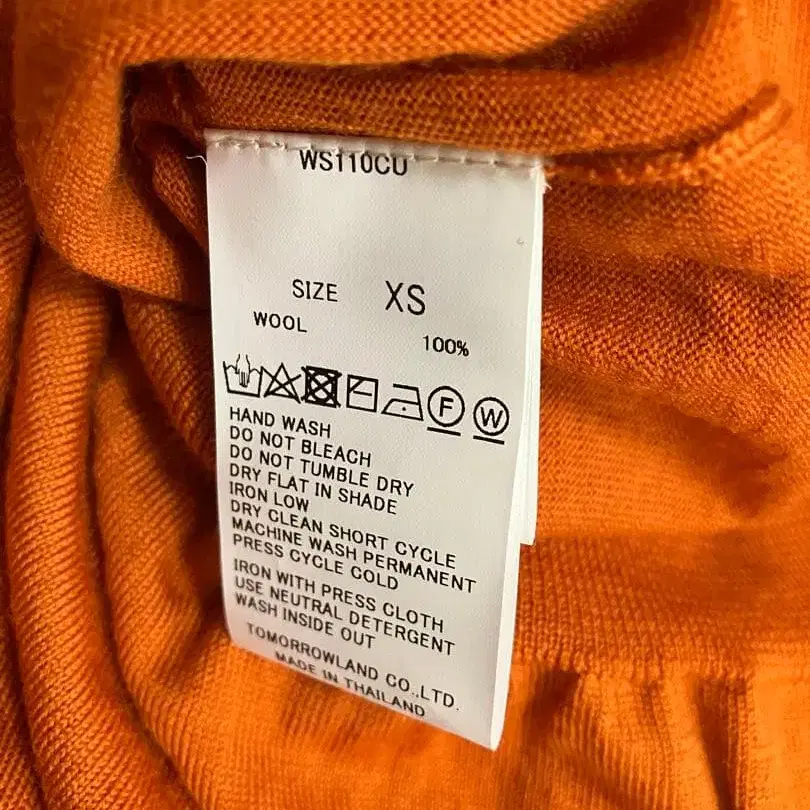 WS110CU
SIZE XS
WOOL 100%
F W
HAND WASH
DO NOT BLEACH
DO NOT TUMBLE DRY
DRY FLAT IN SHADE
IRON LOW
DRY CLEAN SHORT CYCLE
MACHINE WASH PERMANENT
PRESS CYCLE COLD
IRON WITH PRESS CLOTH
USE NEUTRAL DETERGENT
WASH INSIDE OUT
TOMORROWLAND CO.,LTD.
MADE IN THAILAND